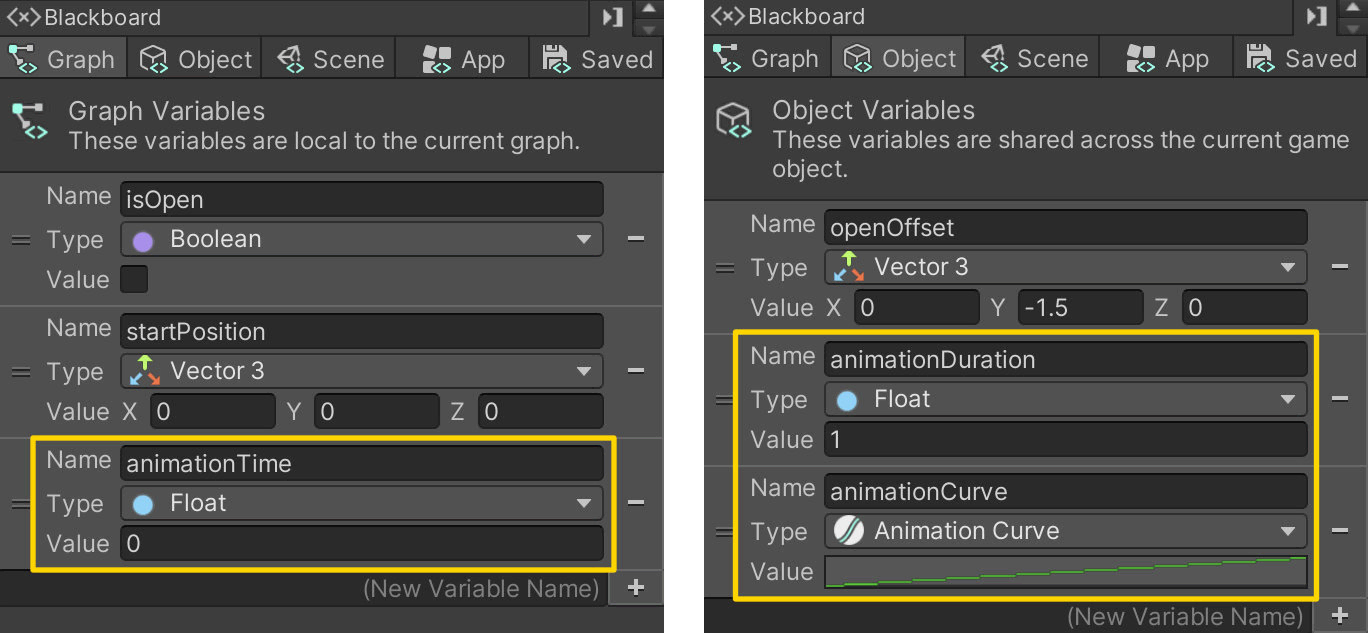 Blackboard
Graph Object Scene App Saved
Graph Variables
These variables are local to the current graph.
Name isOpen
Type Boolean
Value
Name startPosition
Type Vector 3
Value X 0 Y 0 Z 0
Name animationTime
Type Float
Value 0
(New Variable Name) +
Blackboard
Graph Object Scene App Saved
Object Variables
These variables are shared across the current game
object.
Name openOffset
Type Vector 3
Value X 0 Y -1.5 Z 0
Name animationDuration
Type Float
Value 1
Name animationCurve
Type Animation Curve
Value
(New Variable Name) +